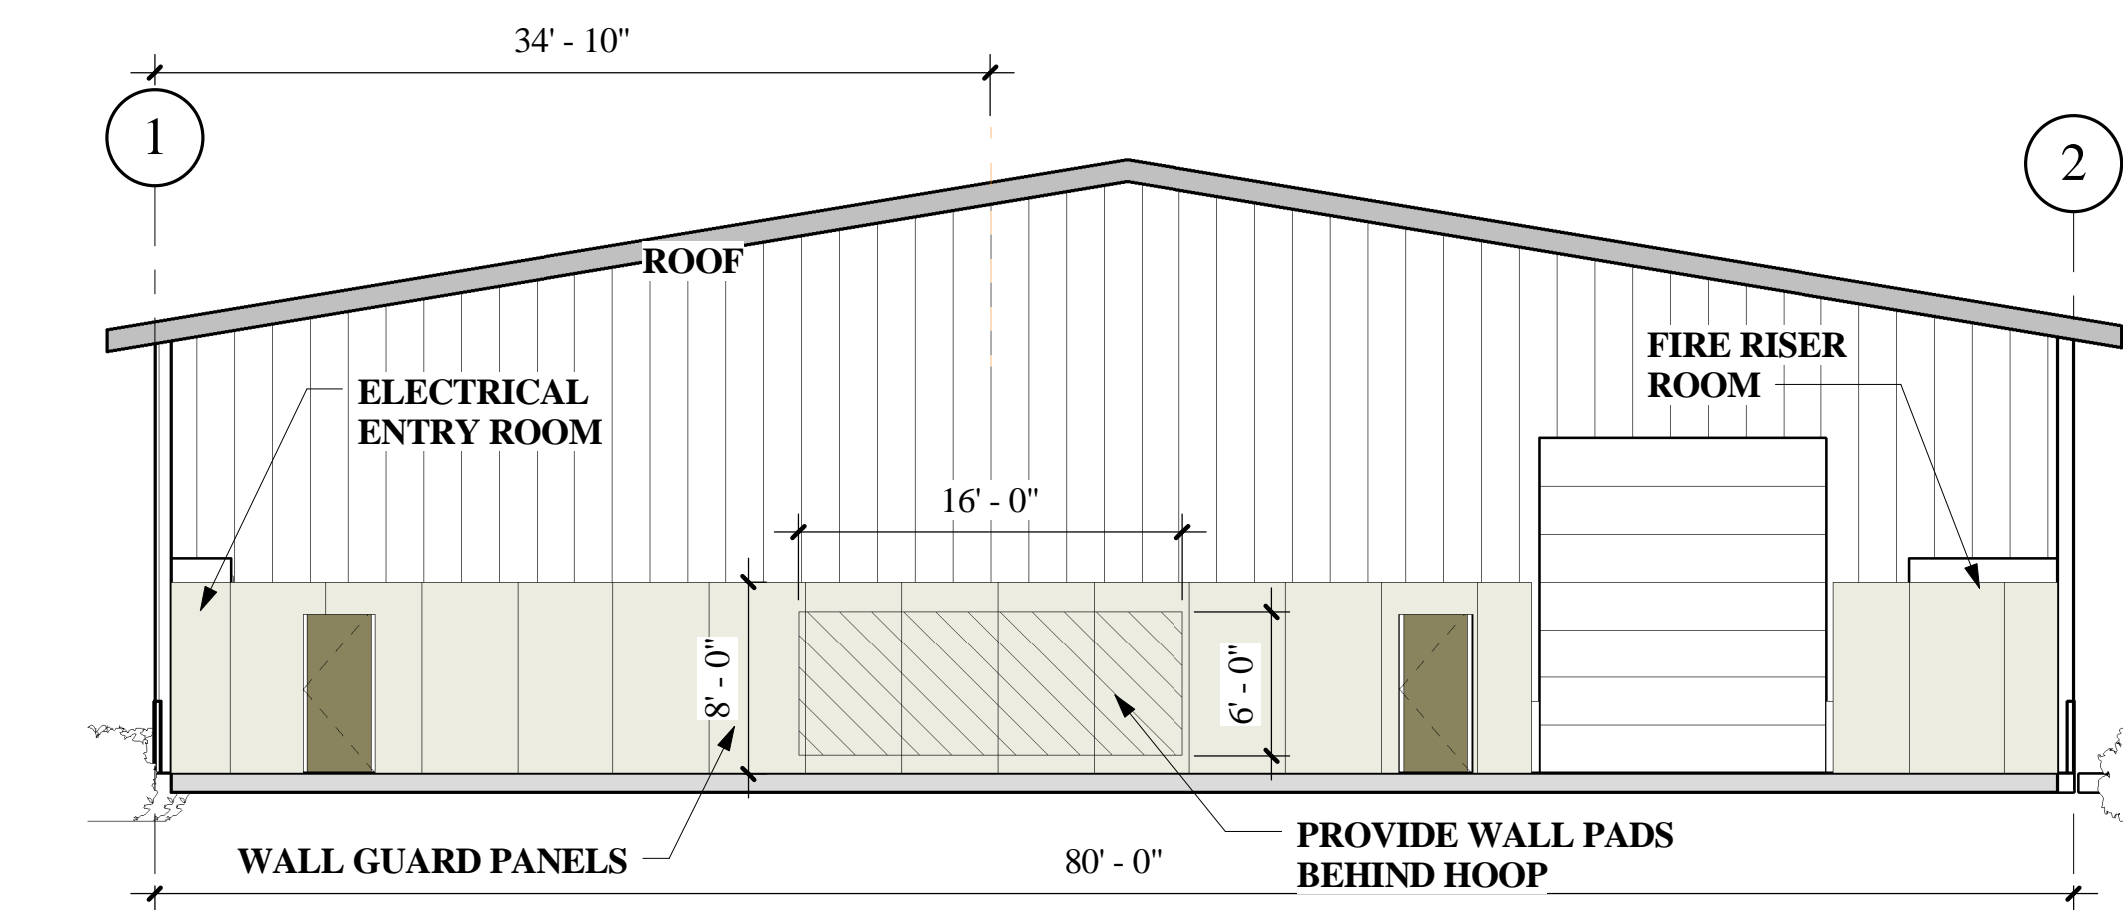 34' - 10"
1
2
ROOF
FIRE RISER
ROOM
ELECTRICAL
ENTRY ROOM
16' - 0"
8' - 0"
6' - 0"
PROVIDE WALL PADS
BEHIND HOOP
WALL GUARD PANELS
80' - 0"